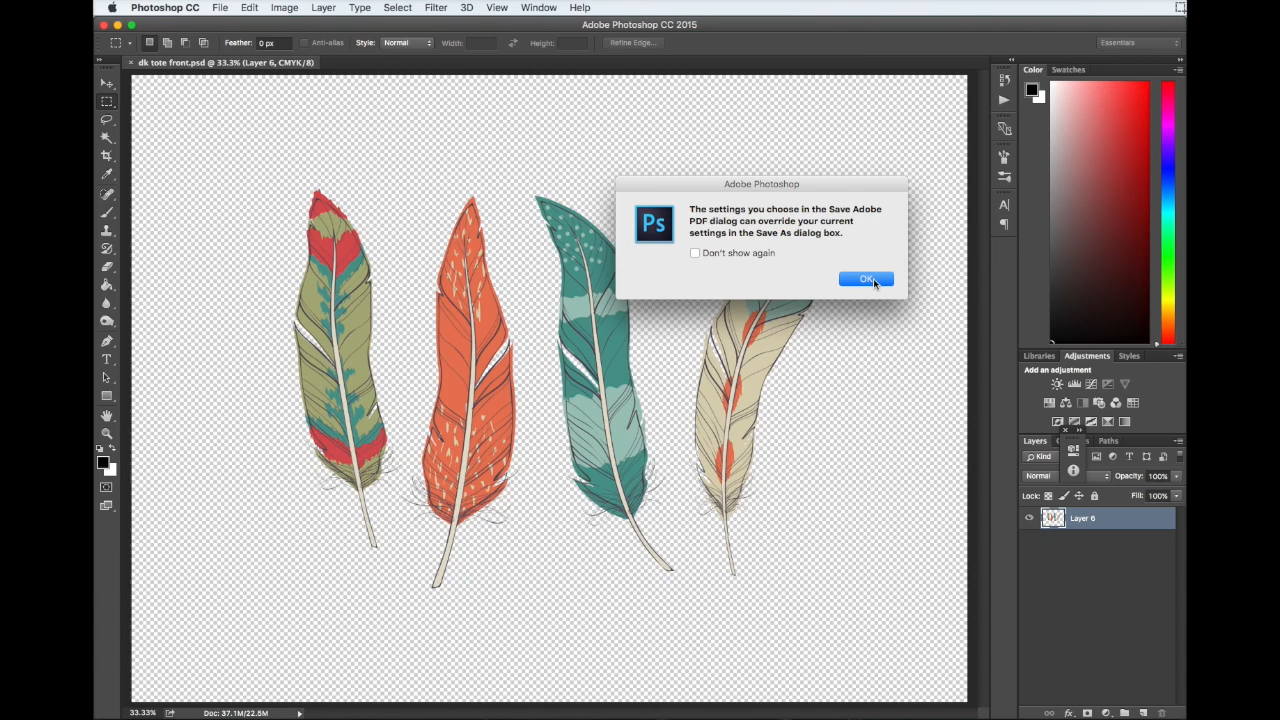 Photoshop CC File Edit Image Layer Type Select Filter 3D View Window Help
Adobe Photoshop CC 2015
Feather: 0 px Anti-alias Style: Normal Width: Height: Refine Edge... Essentials
× dk tote front.psd @ 33.3% (Layer 6, CMYK/8)
Color Swatches
Adobe Photoshop
Ps
The settings you choose in the Save Adobe
PDF dialog can override your current
settings in the Save As dialog box.
Don't show again
OK
Libraries Adjustments Styles
Add an adjustment
Layers Paths
Kind
Normal Opacity: 100%
Lock: Fill: 100%
Layer 6
fx
33.33% Doc: 37.1M/22.5M